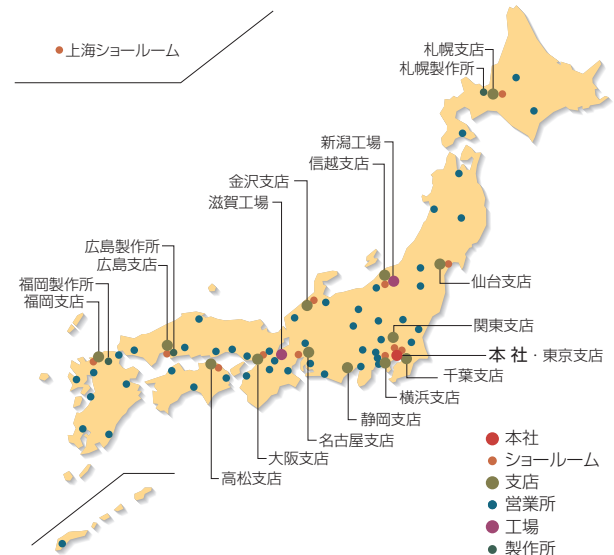 上海ショールーム
札幌支店
札幌製作所
新潟工場
信越支店
金沢支店
滋賀工場
広島製作所
広島支店
福岡製作所
福岡支店
仙台支店
関東支店
本社・東京支店
千葉支店
横浜支店
静岡支店
名古屋支店
大阪支店
高松支店
本社
ショールーム
支店
営業所
工場
製作所